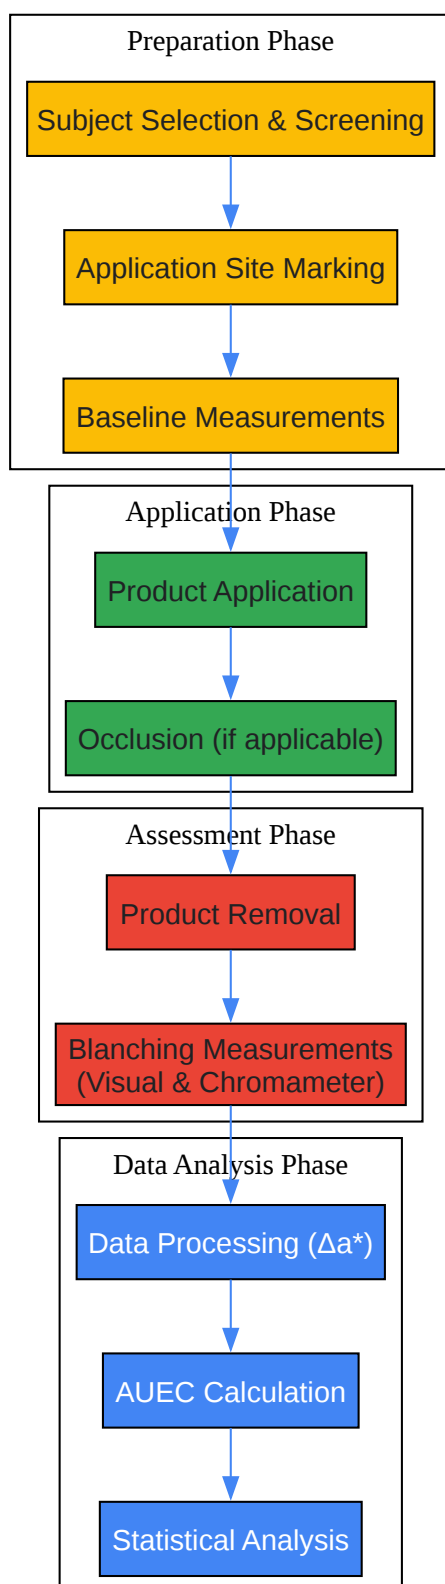 Preparation Phase
Subject Selection & Screening
Application Site Marking
Baseline Measurements
Application Phase
Product Application
Occlusion (if applicable)
Assessment Phase
Product Removal
Blanching Measurements
(Visual & Chromameter)
Data Analysis Phase
Data Processing (Δa*)
AUEC Calculation
Statistical Analysis